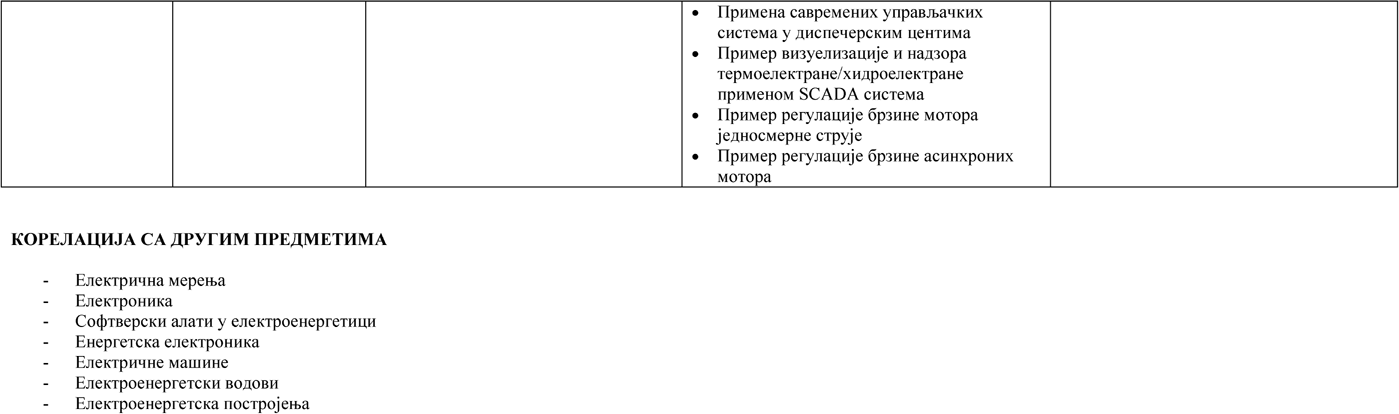 • Примена савремених управљачких
система у диспечерским центима
• Пример визуелизације и надзора
термоелектране/хидроелектране
применом SCADA система
• Пример регулације брзине мотора
једносмерне струје
• Пример регулације брзине асинхроних
мотора
КОРЕЛАЦИЈА СА ДРУГИМ ПРЕДМЕТИМА
- Електрична мерења
- Електроника
- Софтверски алати у електроенергетици
- Енергетска електроника
- Електричне машине
- Електроенергетски водови
- Електроенергетска постројења